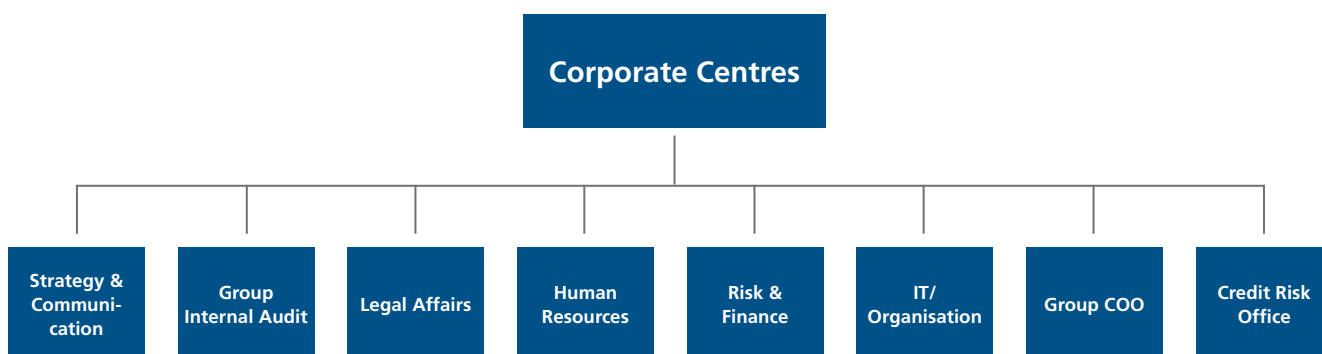 Corporate Centres
Strategy &
Communi-
cation
Group
Internal Audit
Legal Affairs
Human
Resources
Risk &
Finance
IT/
Organisation
Group COO
Credit Risk
Office